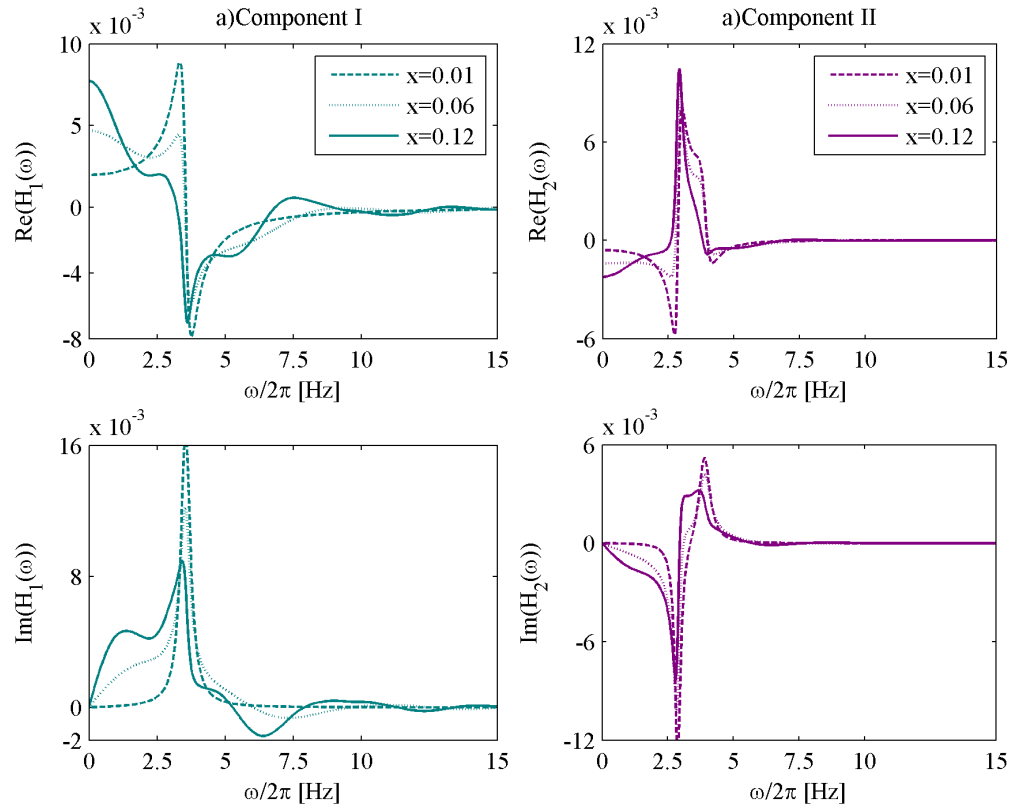 a)Component I
x 10⁻³
10
5
0
-4
-8
Re(H₁(ω))
x=0.01
x=0.06
x=0.12
0 2.5 5 7.5 10 15
ω/2π [Hz]
a)Component II
x 10⁻³
12
6
0
-6
Re(H₂(ω))
x=0.01
x=0.06
x=0.12
0 2.5 5 7.5 10 15
ω/2π [Hz]
x 10⁻³
16
8
0
-2
Im(H₁(ω))
0 2.5 5 7.5 10 15
ω/2π [Hz]
x 10⁻³
6
0
-6
-12
Im(H₂(ω))
0 2.5 5 7.5 10 15
ω/2π [Hz]